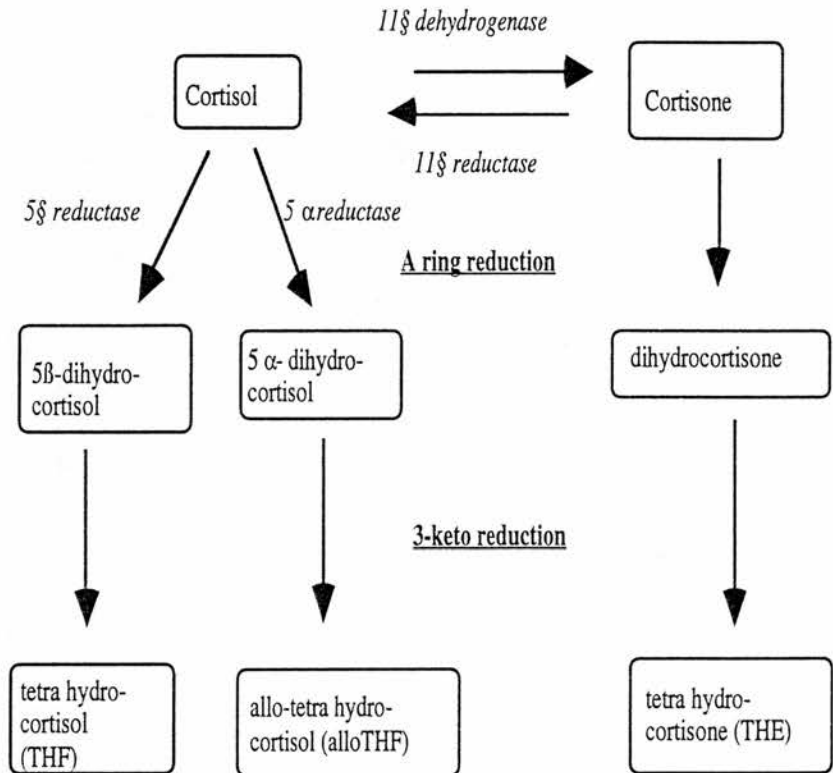 11§ dehydrogenase
Cortisol
Cortisone
11§ reductase
5§ reductase
5 αreductase
A ring reduction
5ß-dihydro-
cortisol
5 α- dihydro-
cortisol
dihydrocortisone
3-keto reduction
tetra hydro-
cortisol
(THF)
allo-tetra hydro-
cortisol (alloTHF)
tetra hydro-
cortisone (THE)